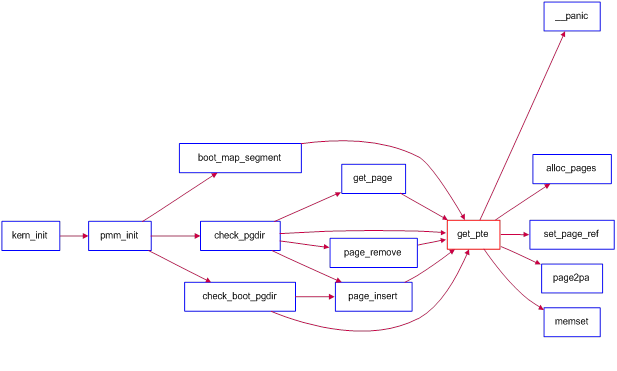 __panic
boot_map_segment
alloc_pages
get_page
kern_init
pmm_init
check_pgdir
get_pte
set_page_ref
page_remove
page2pa
check_boot_pgdir
page_insert
memset